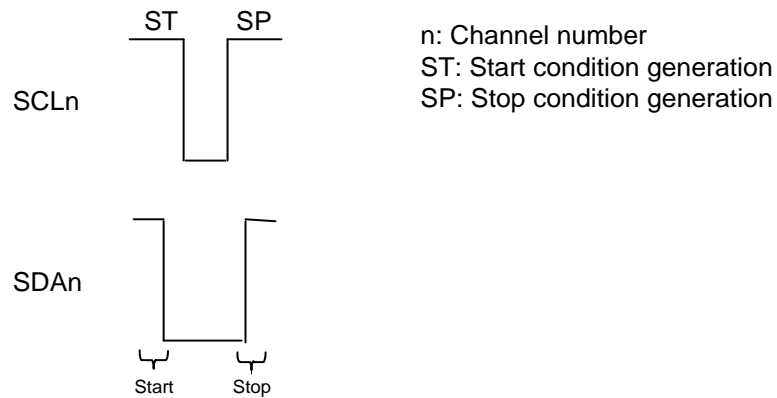 ST SP
n: Channel number
ST: Start condition generation
SP: Stop condition generation
SCLn
SDAn
Start Stop